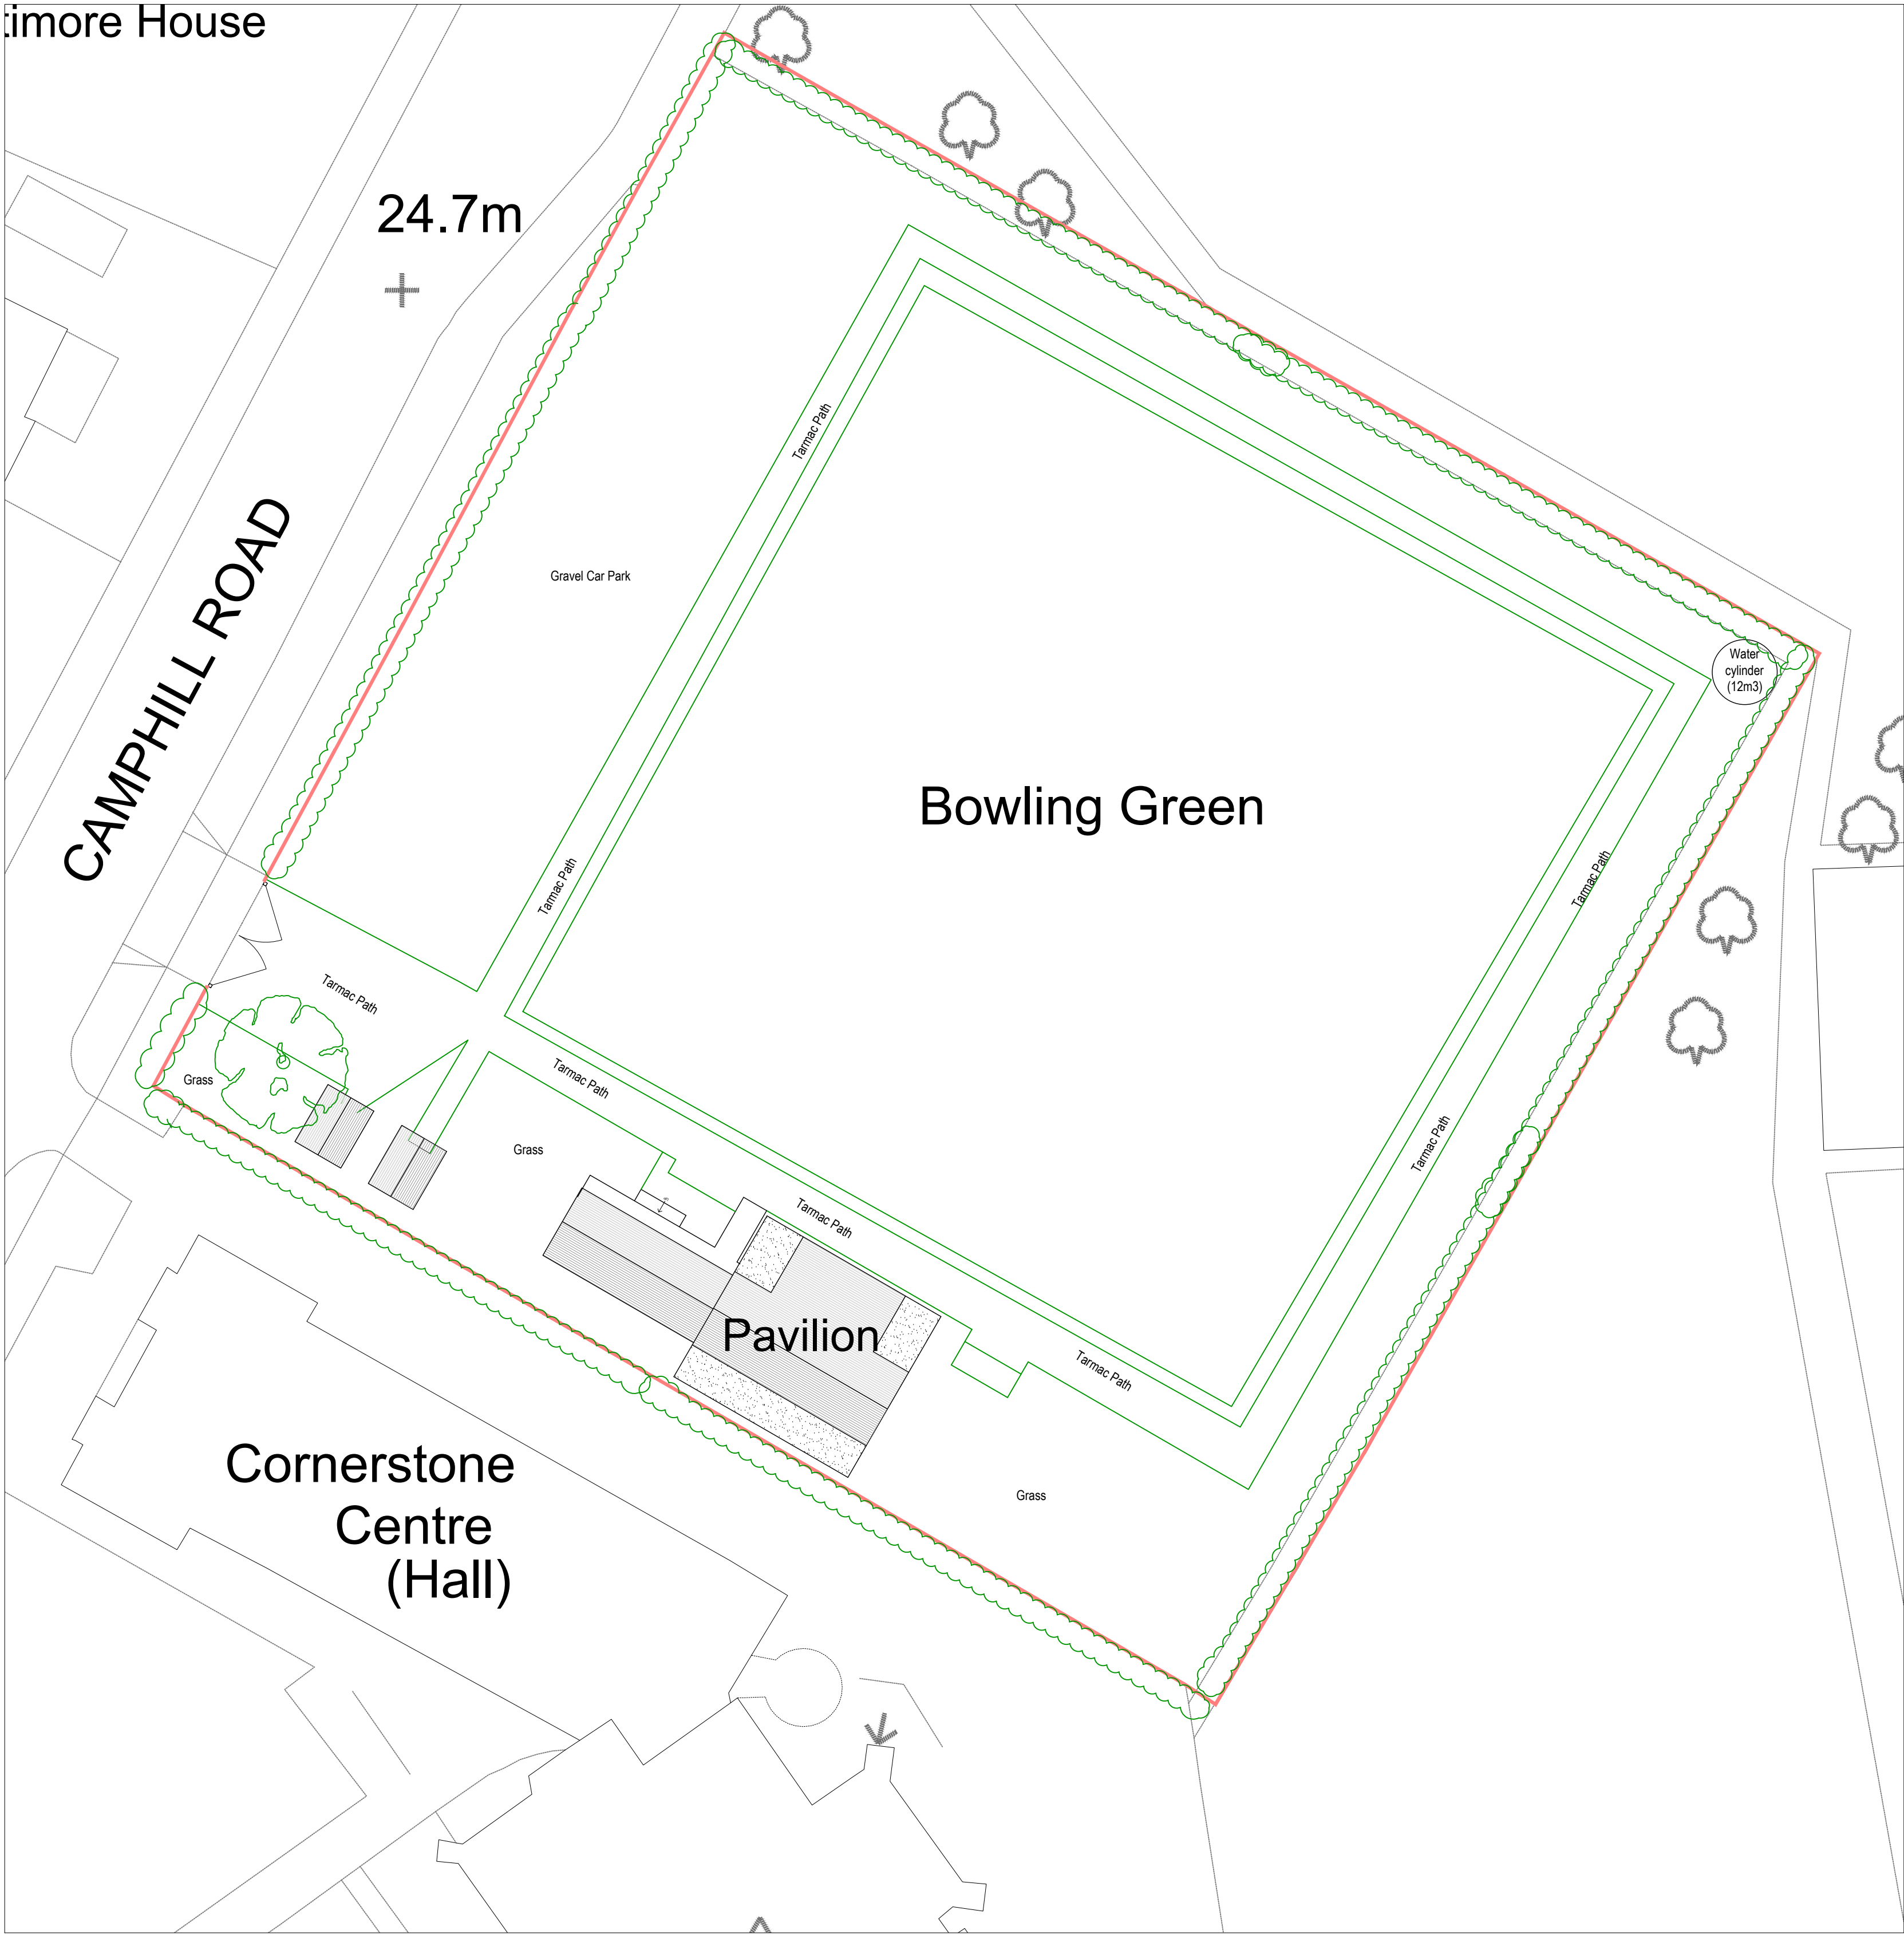 timore House
24.7m
CAMPHILL ROAD
Tarmac Path
Gravel Car Park
Water
cylinder
(12m3)
Bowling Green
Tarmac Path
Tarmac Path
Tarmac Path
Tarmac Path
Grass
Grass
Tarmac Path
Tarmac Path
Pavilion
Tarmac Path
Cornerstone
Centre
(Hall)
Grass